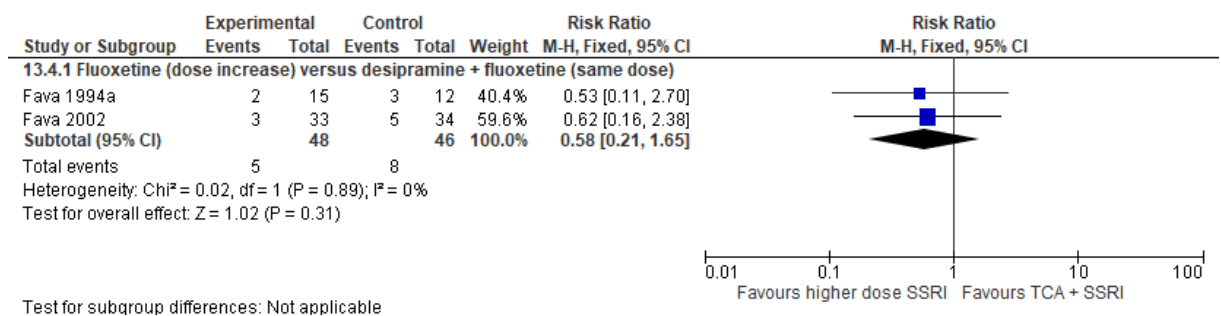 Experimental Control Risk Ratio Risk Ratio
Study or Subgroup Events Total Events Total Weight M-H, Fixed, 95% CI M-H, Fixed, 95% CI
13.4.1 Fluoxetine (dose increase) versus desipramine + fluoxetine (same dose)
Fava 1994a 2 15 3 12 40.4% 0.53 [0.11, 2.70]
Fava 2002 3 33 5 34 59.6% 0.62 [0.16, 2.38]
Subtotal (95% CI) 48 46 100.0% 0.58 [0.21, 1.65]
Total events 5 8
Heterogeneity: Chi² = 0.02, df = 1 (P = 0.89); I² = 0%
Test for overall effect: Z = 1.02 (P = 0.31)
0.01 0.1 1 10 100
Favours higher dose SSRI Favours TCA + SSRI
Test for subgroup differences: Not applicable